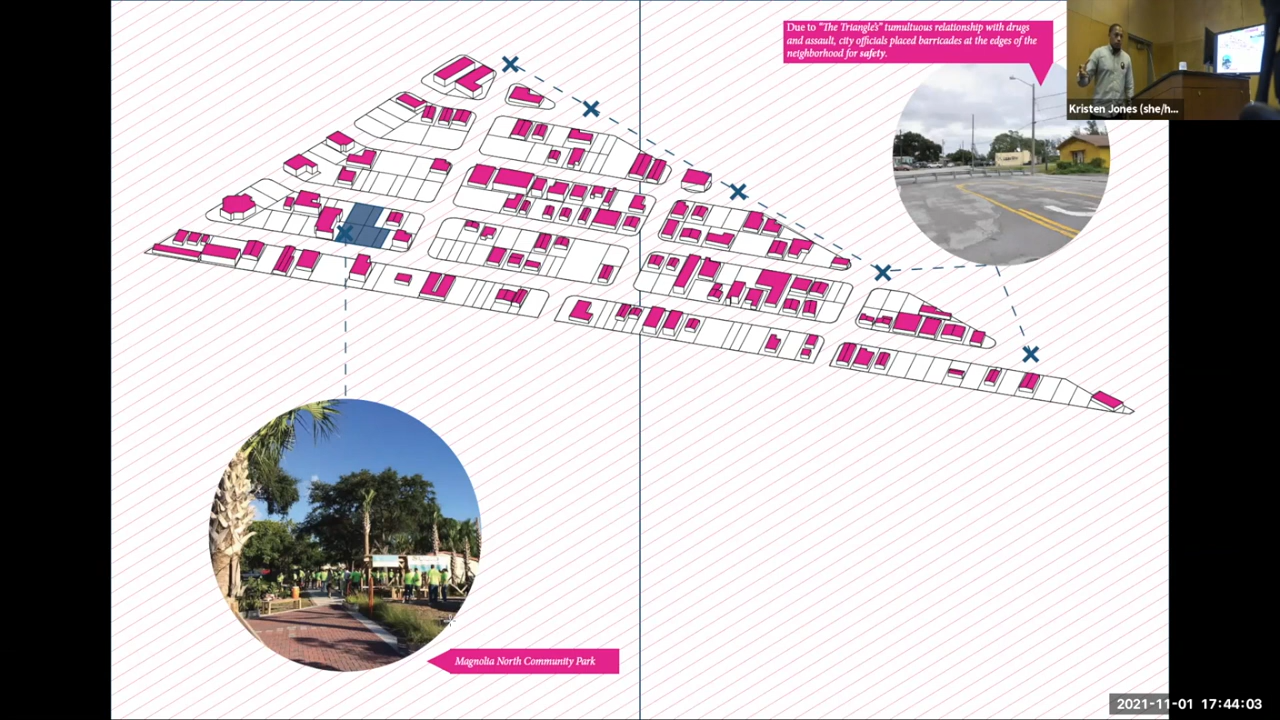 Due to "The Triangle's" tumultuous relationship with drugs
and assault, city officials placed barricades at the edges of the
neighborhood for safety.
Kristen Jones (she/h...
Magnolia North Community Park
2021-11-01 17:44:03